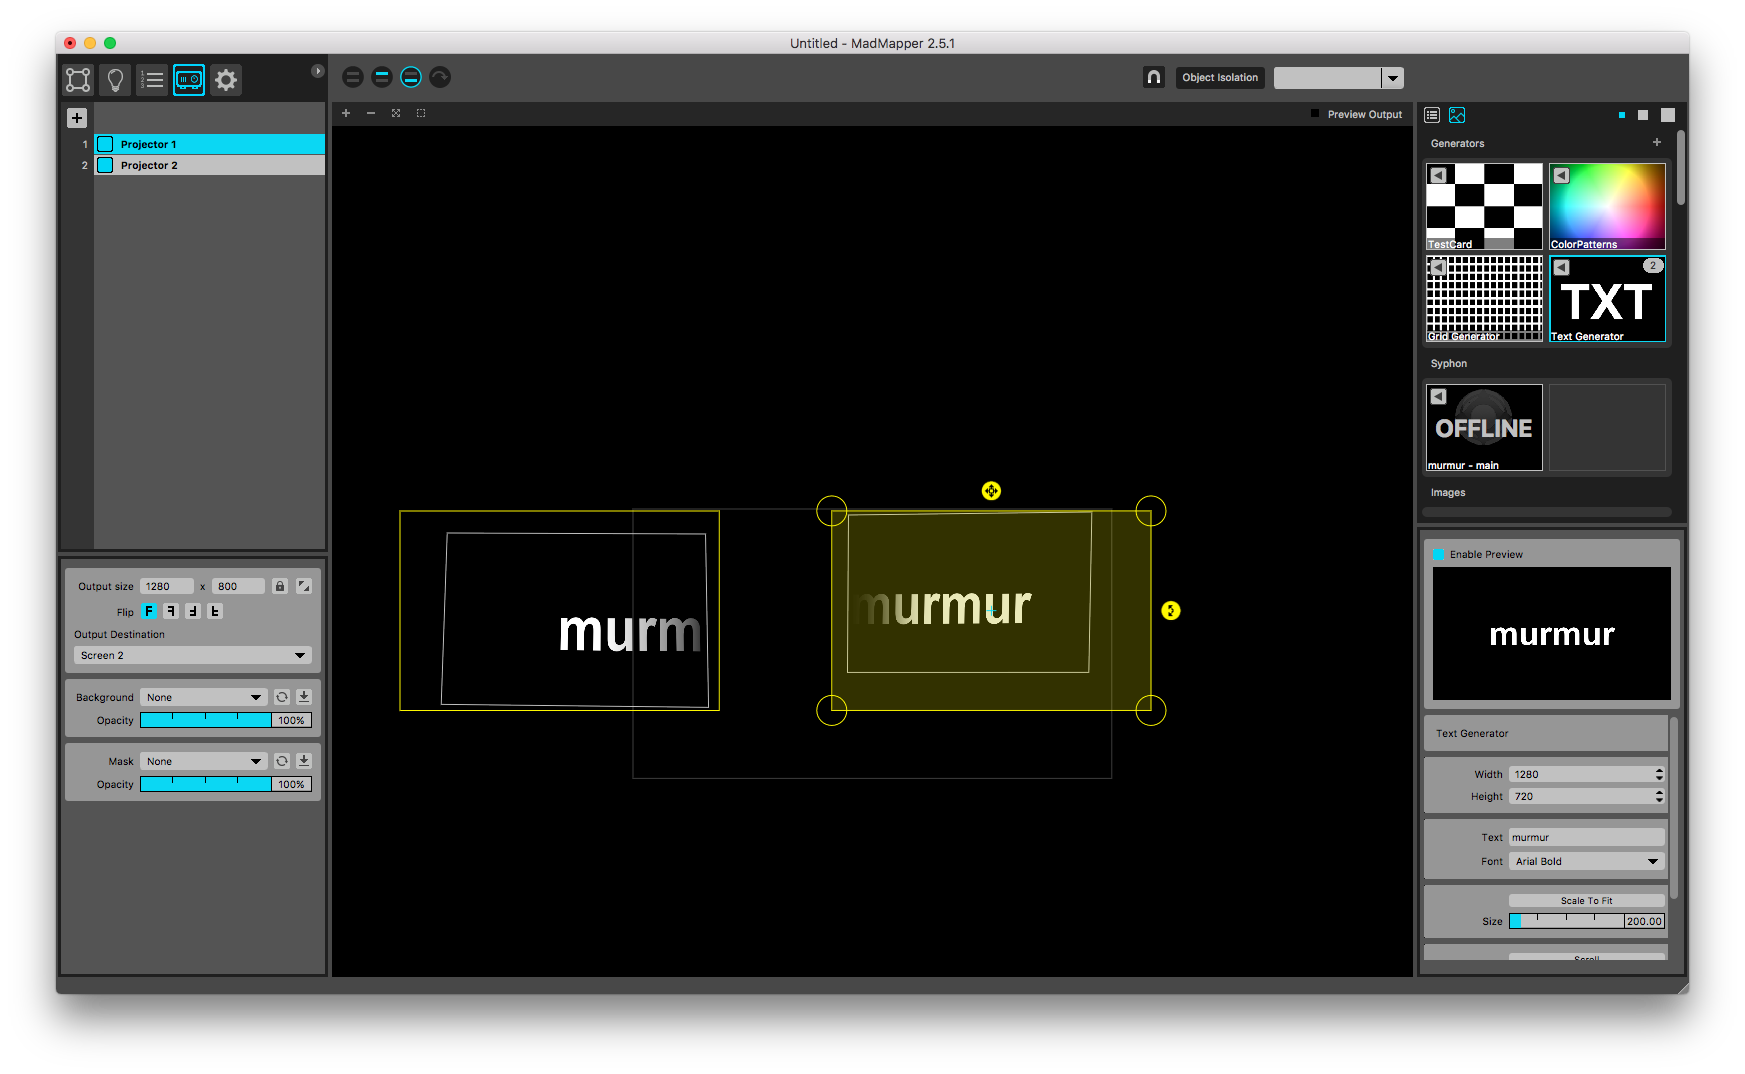 Untitled - MadMapper 2.5.1
Object Isolation
Preview Output
1 Projector 1
2 Projector 2
Output size 1280 x 800
Flip F F F F
Output Destination
Screen 2
Background None
Opacity 100%
Mask None
Opacity 100%
murm
murmur
Generators
TestCard
ColorPatterns
Grid Generator
2
TXT
Text Generator
Syphon
OFFLINE
murmur - main
Images
Enable Preview
murmur
Text Generator
Width 1280
Height 720
Text murmur
Font Arial Bold
Scale To Fit
Size 200.00
Scroll